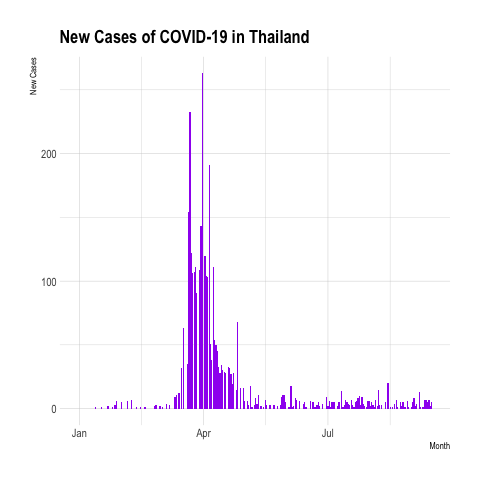 New Cases of COVID-19 in Thailand
New Cases
200
100
0
Jan
Apr
Jul
Month